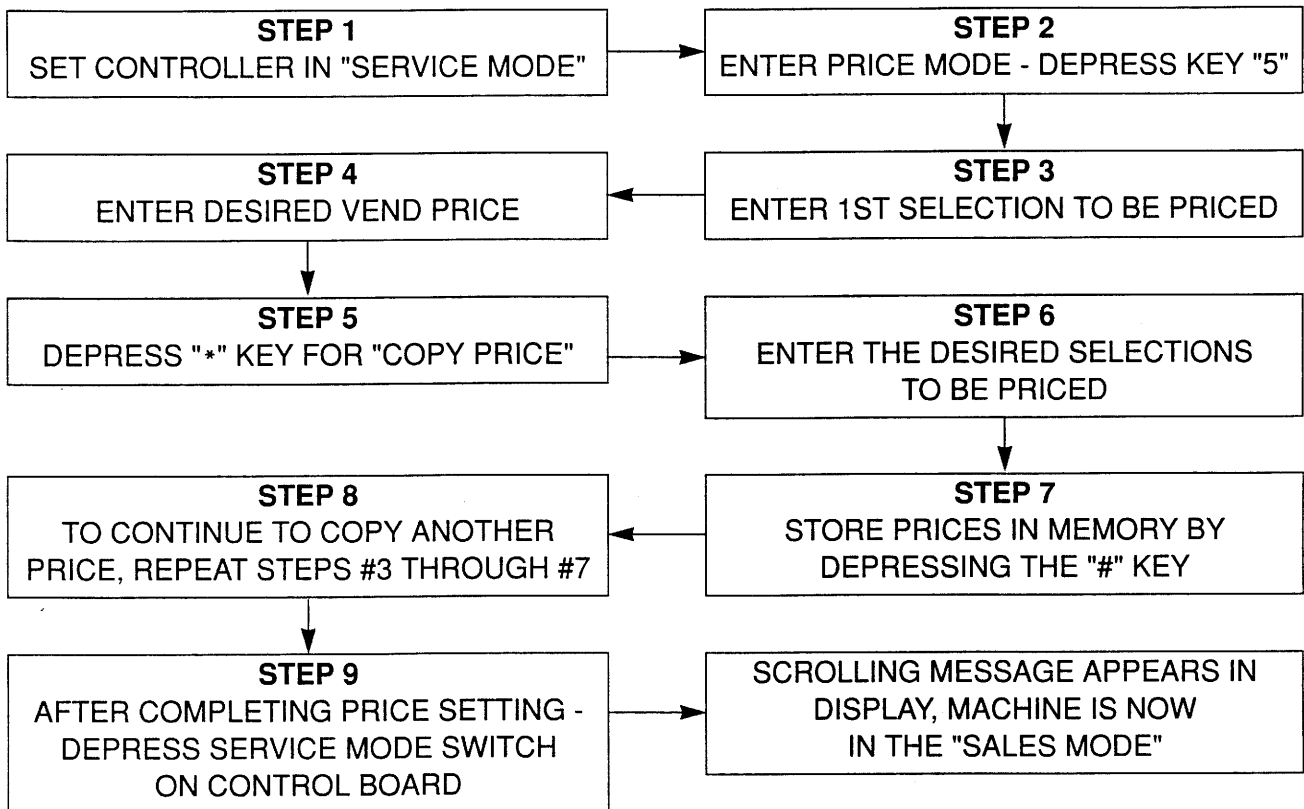 STEP 1
SET CONTROLLER IN "SERVICE MODE"
STEP 2
ENTER PRICE MODE - DEPRESS KEY "5"
STEP 3
ENTER 1ST SELECTION TO BE PRICED
STEP 4
ENTER DESIRED VEND PRICE
STEP 5
DEPRESS "*" KEY FOR "COPY PRICE"
STEP 6
ENTER THE DESIRED SELECTIONS
TO BE PRICED
STEP 7
STORE PRICES IN MEMORY BY
DEPRESSING THE "#" KEY
STEP 8
TO CONTINUE TO COPY ANOTHER
PRICE, REPEAT STEPS #3 THROUGH #7
STEP 9
AFTER COMPLETING PRICE SETTING -
DEPRESS SERVICE MODE SWITCH
ON CONTROL BOARD
SCROLLING MESSAGE APPEARS IN
DISPLAY, MACHINE IS NOW
IN THE "SALES MODE"